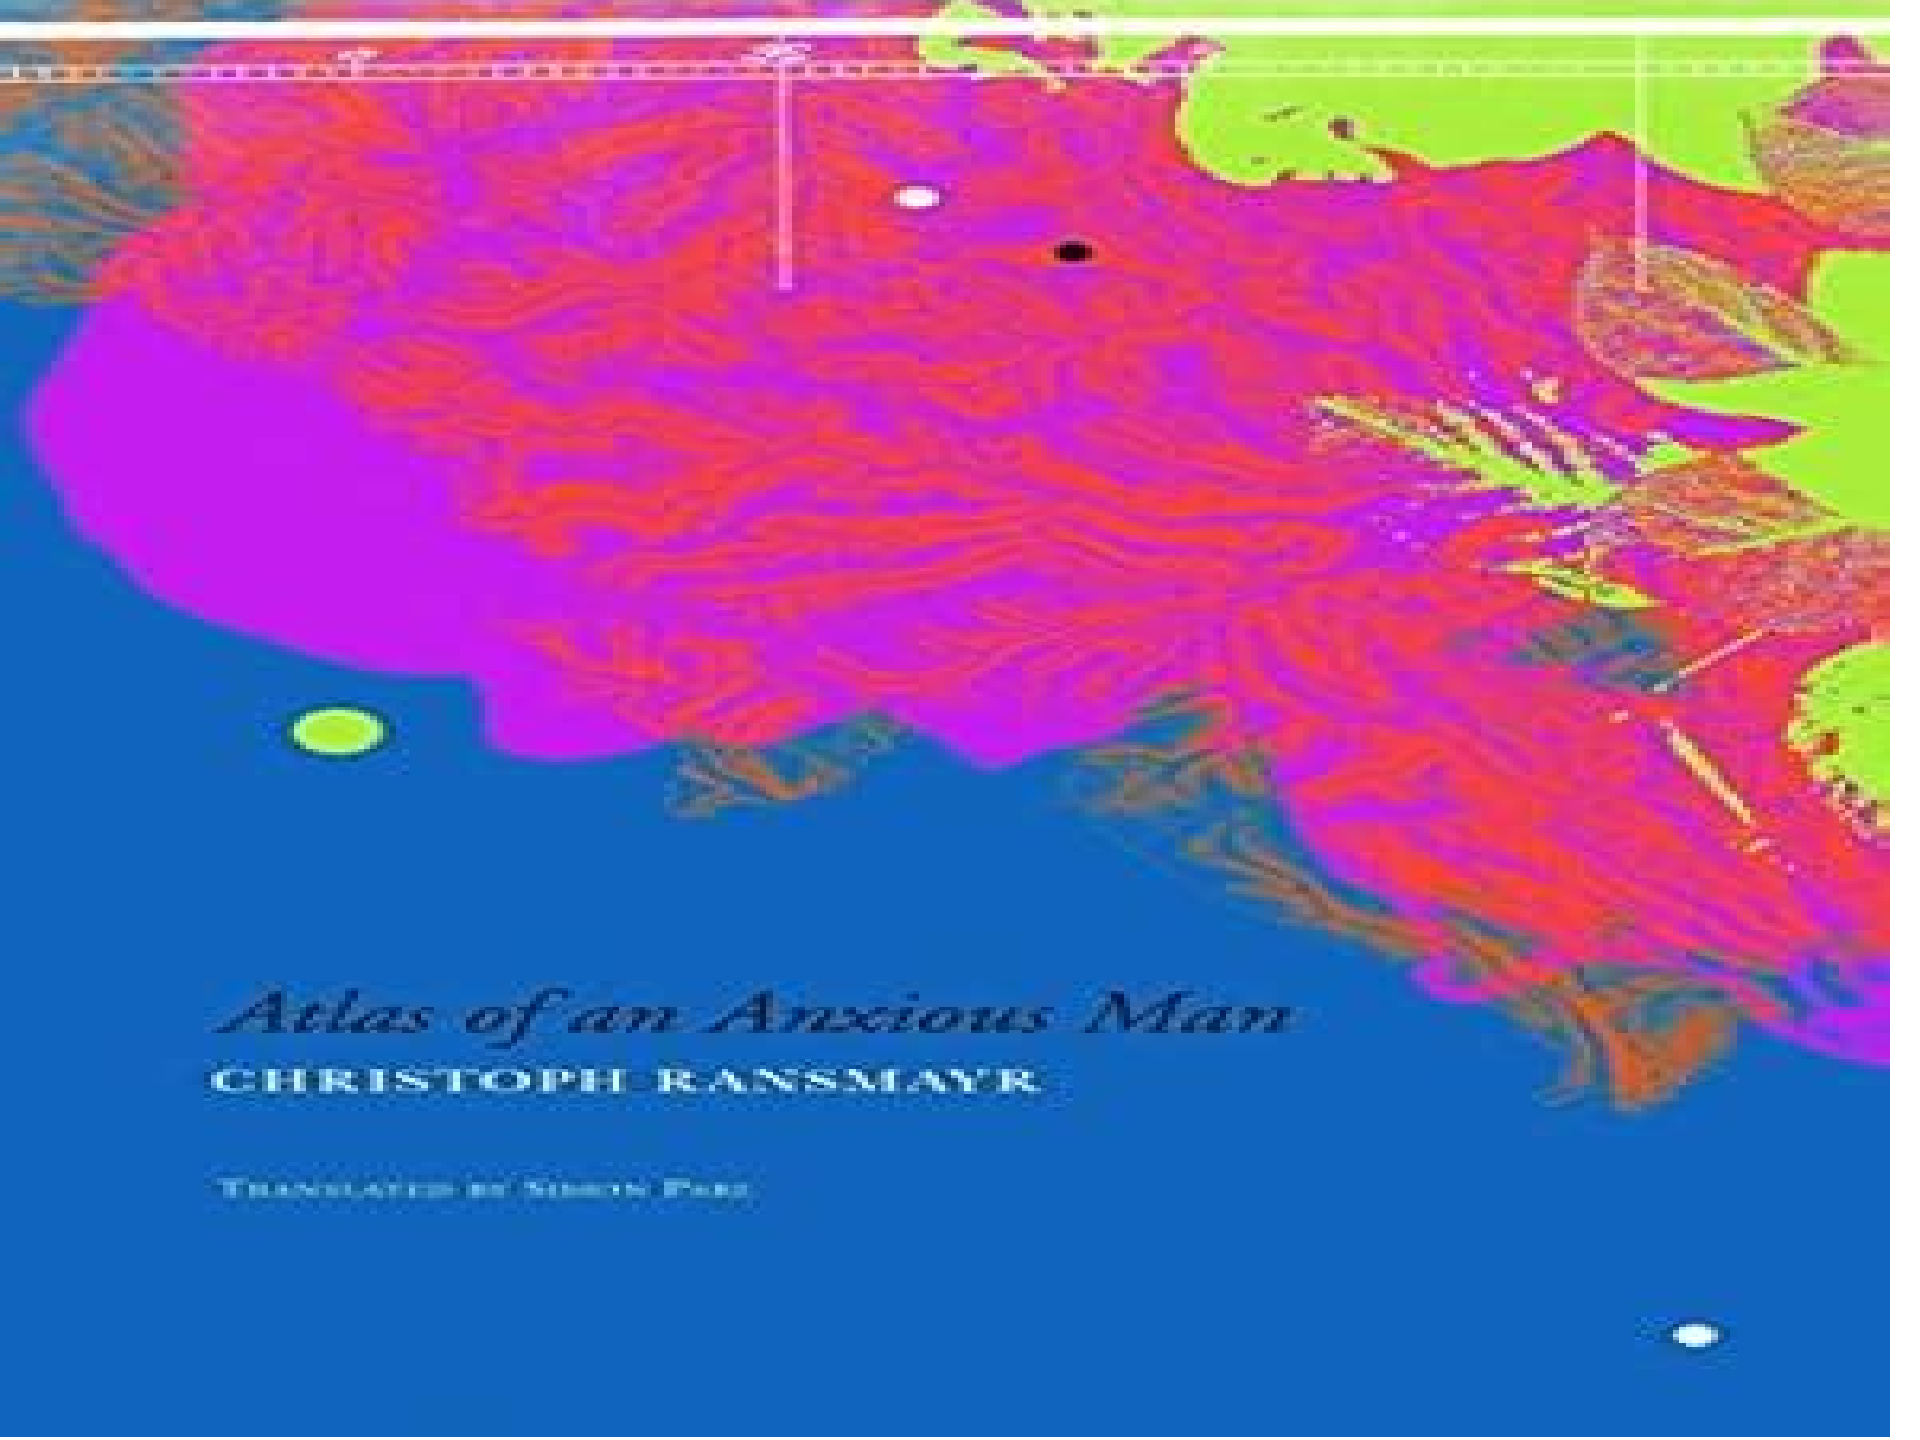 Atlas of an Anxious Man
CHRISTOPH RANSMAYR
TRANSLATED BY SIMON PARE